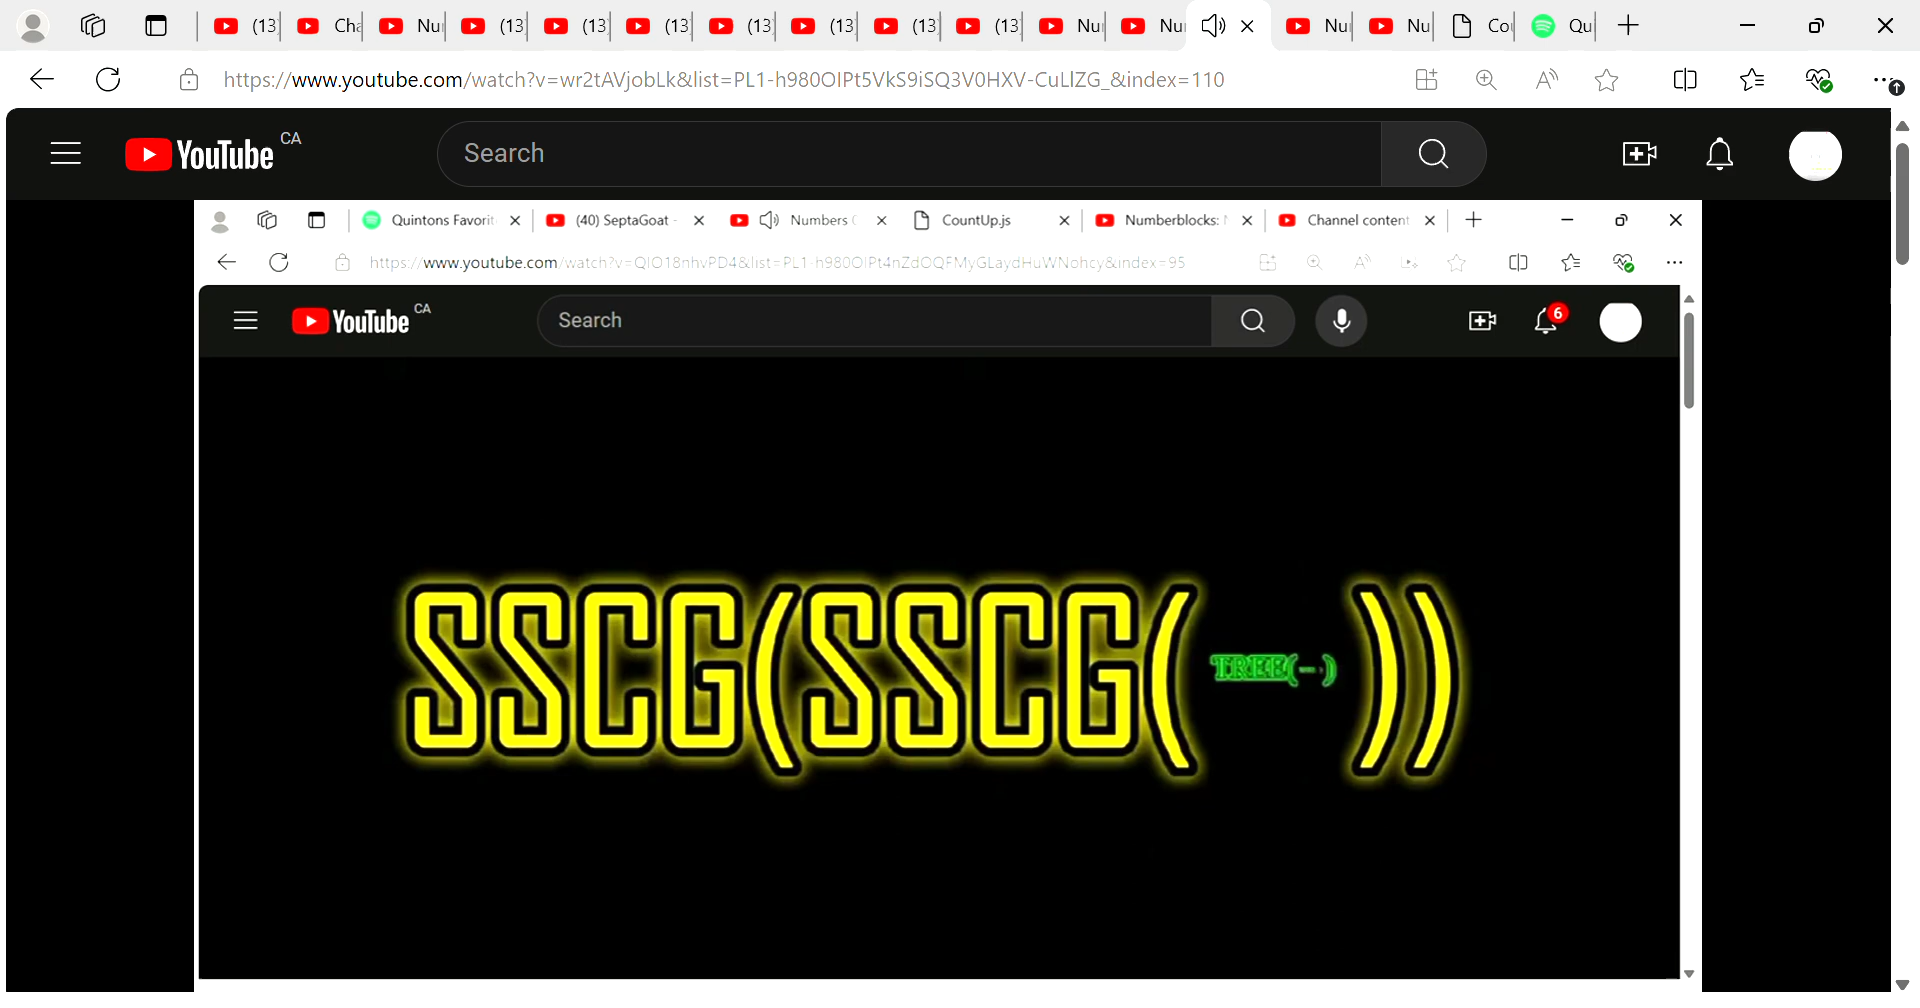 (13 Cha Nu (13 (13 (13 (13 (13 (13 (13 Nu Nu Nu Nu Cou Qu
https://www.youtube.com/watch?v=wr2tAVjobLk&list=PL1-h980OIPt5VkS9iSQ3V0HXV-CuLlZG_&index=110
YouTube CA Search
Quintons Favorit (40) SeptaGoat - Numbers CountUp.js Numberblocks: Channel content
https://www.youtube.com/watch?v=QIO18nhvPD4&list=PL1-h980OIPt4nZdOQFMyGLaydHuWNohcy&index=95
YouTube CA Search 6
SSCG(SSCG( TREE( ) ))